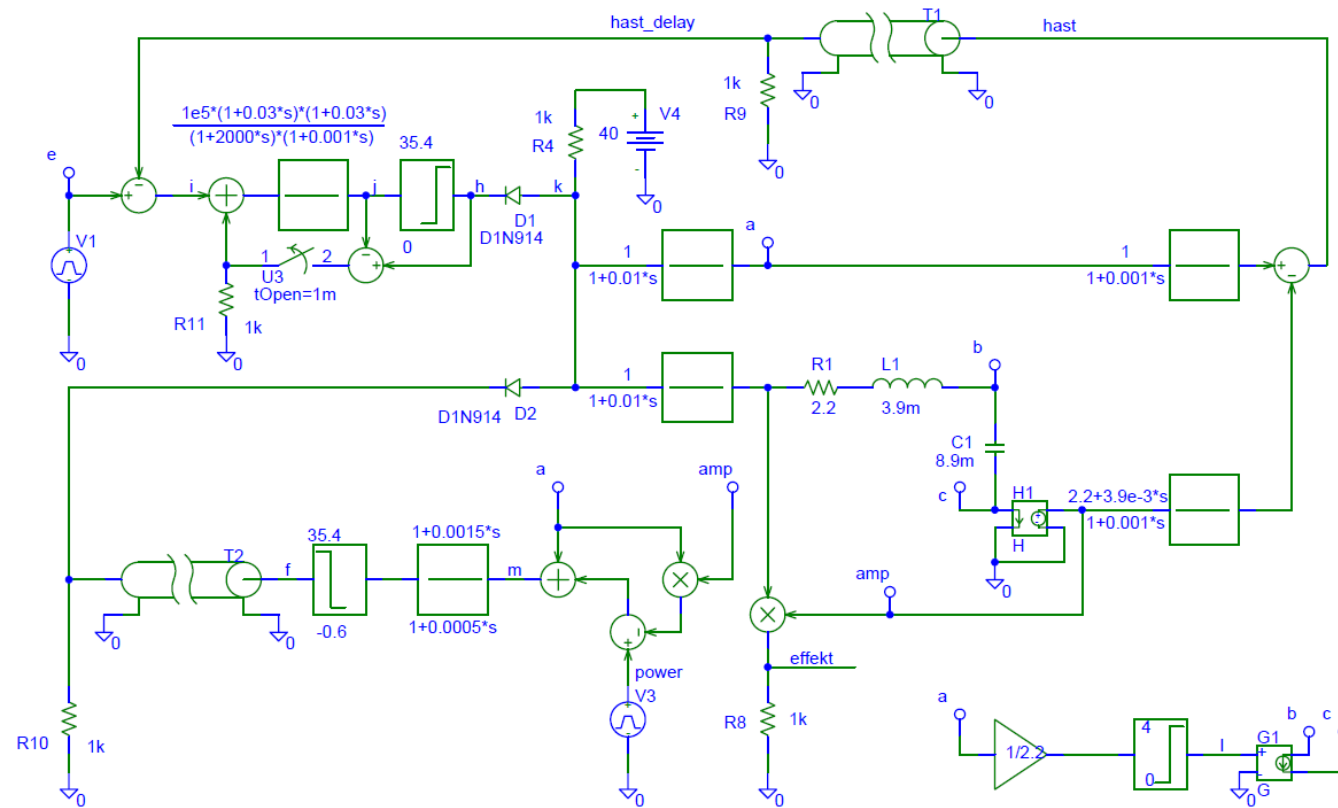 hast_delay
T1
hast
0
0
1k
R9
0
1k
R4
V4
+
40
-
0
1e5*(1+0.03*s)*(1+0.03*s)
(1+2000*s)*(1+0.001*s)
35.4
0
e
-
+
i
j
h
k
D1
D1N914
V1
+
-
0
1
2
U3
tOpen=1m
-
+
R11
1k
0
a
1
1+0.01*s
1
1+0.001*s
+
-
D1N914
D2
1
1+0.01*s
R1
2.2
L1
3.9m
b
C1
8.9m
c
H1
+
-
H
0
2.2+3.9e-3*s
1+0.001*s
a
amp
T2
0
0
f
35.4
-0.6
1+0.0015*s
1+0.0005*s
m
-
+
power
V3
+
-
0
amp
effekt
R8
1k
0
R10
1k
0
a
1/2.2
4
0
I
G1
+
-
G
0
b
c